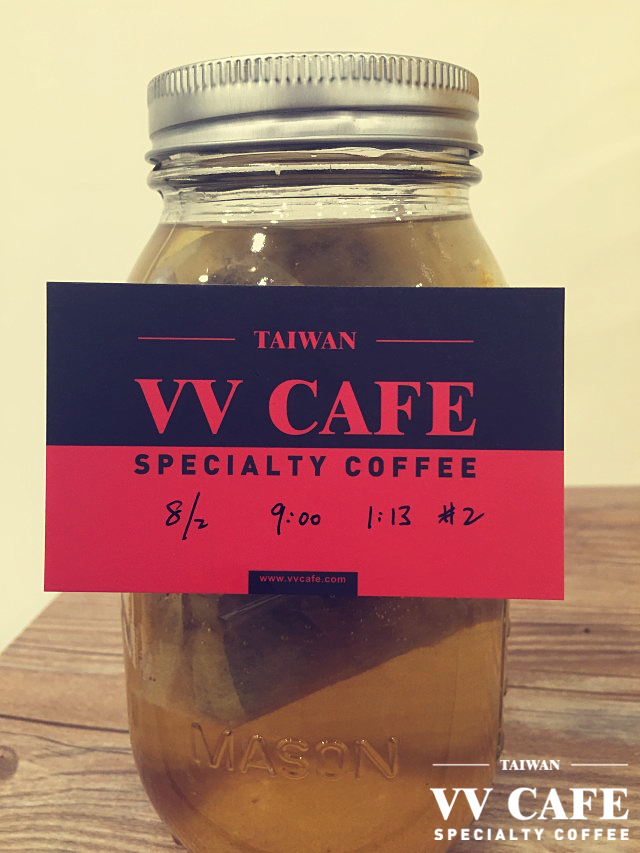 TAIWAN
VV CAFE
SPECIALTY COFFEE
8/2 9:00 1:13 #2
www.vvcafe.com
MASON
TAIWAN
VV CAFE
SPECIALTY COFFEE